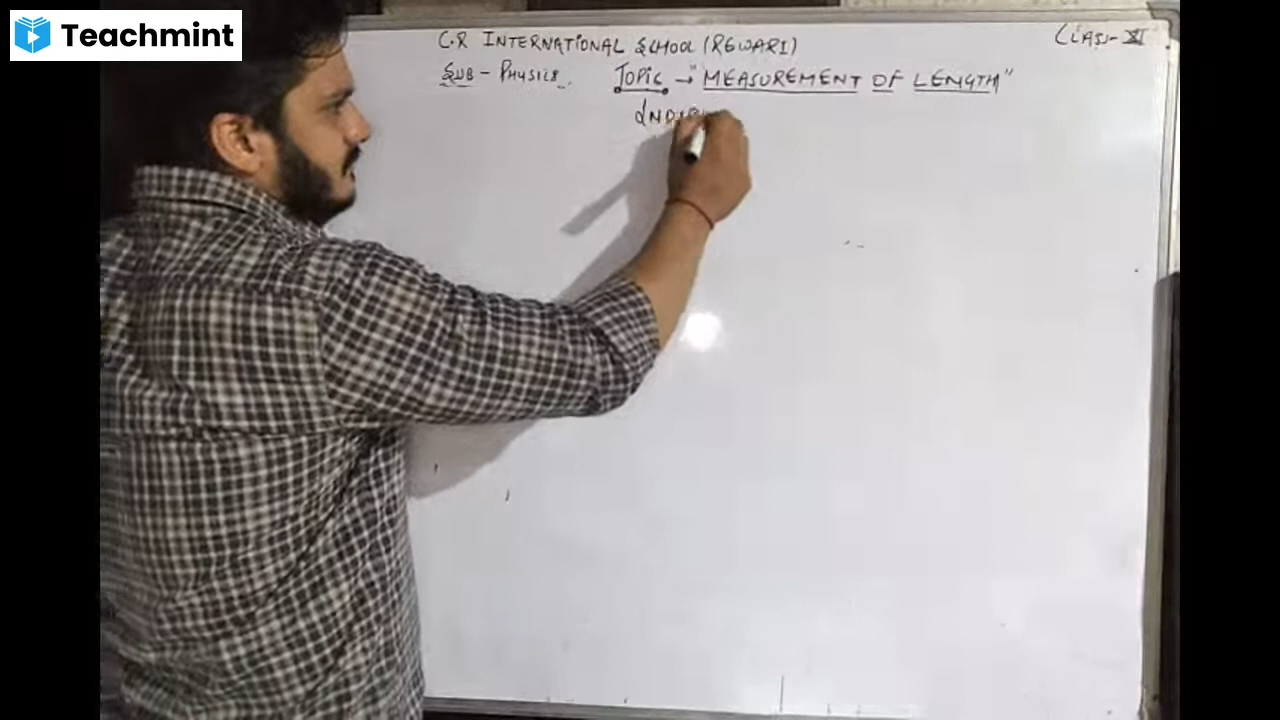 Teachmint
C.R INTERNATIONAL SCHOOL (REWARI)
CLASS-XI
SUB - PHYSICS. TOPIC → "MEASUREMENT OF LENGTH"